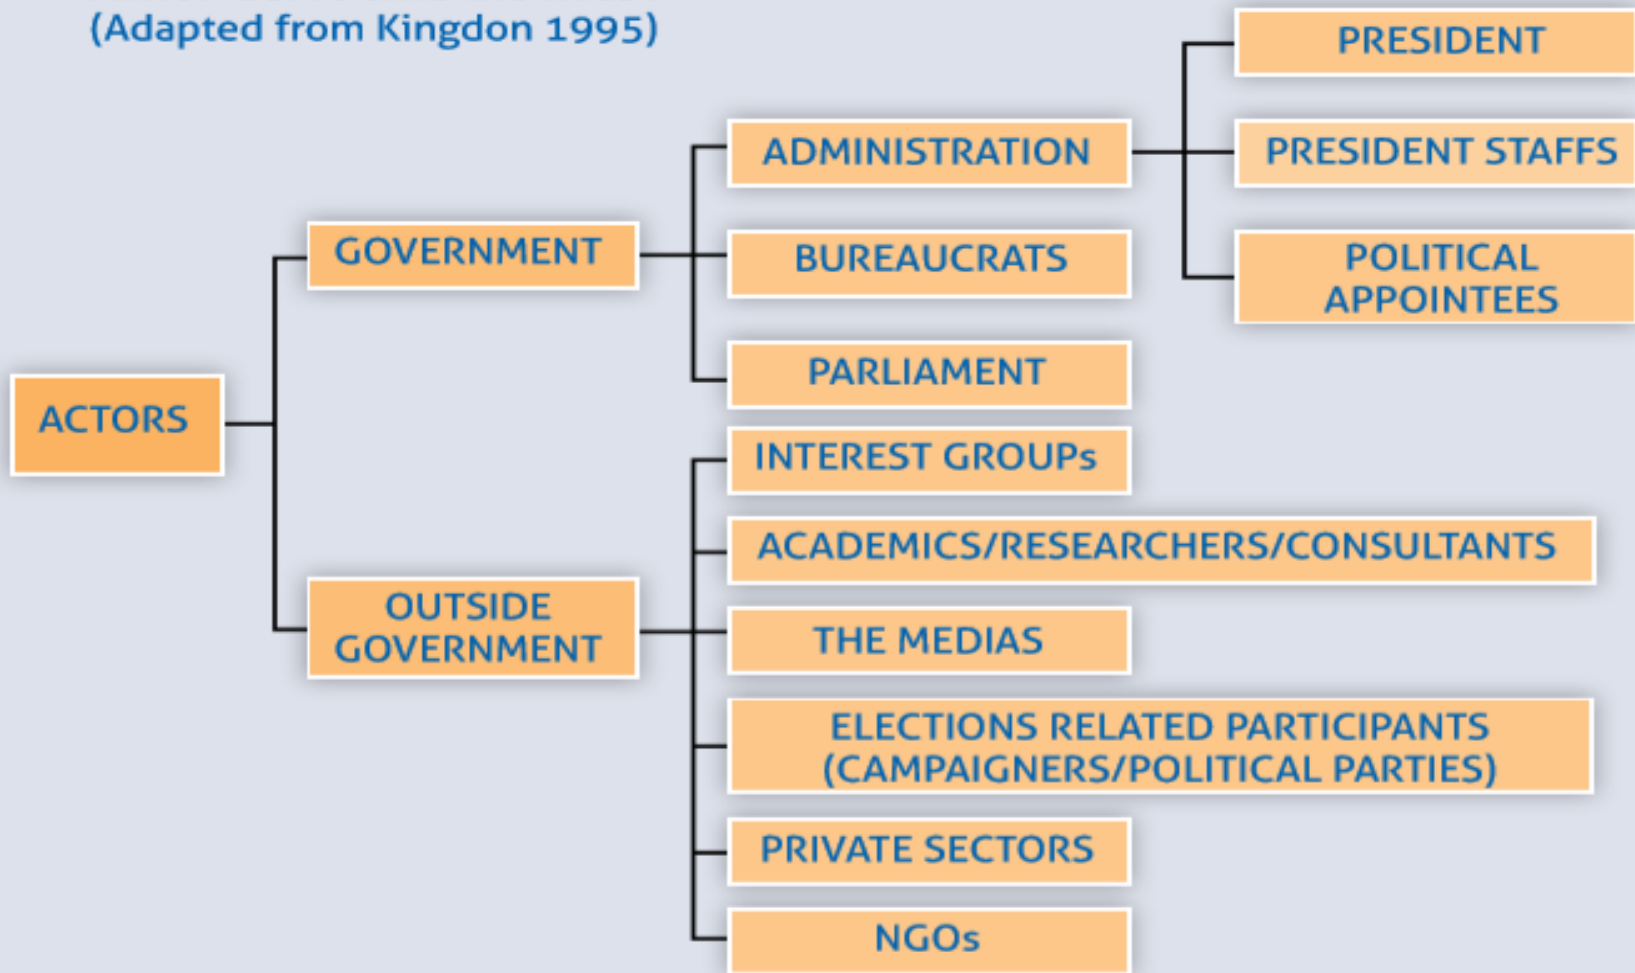 (Adapted from Kingdon 1995)
PRESIDENT
ADMINISTRATION
PRESIDENT STAFFS
GOVERNMENT
BUREAUCRATS
POLITICAL
APPOINTEES
PARLIAMENT
ACTORS
INTEREST GROUPs
ACADEMICS/RESEARCHERS/CONSULTANTS
OUTSIDE
GOVERNMENT
THE MEDIAS
ELECTIONS RELATED PARTICIPANTS
(CAMPAIGNERS/POLITICAL PARTIES)
PRIVATE SECTORS
NGOs